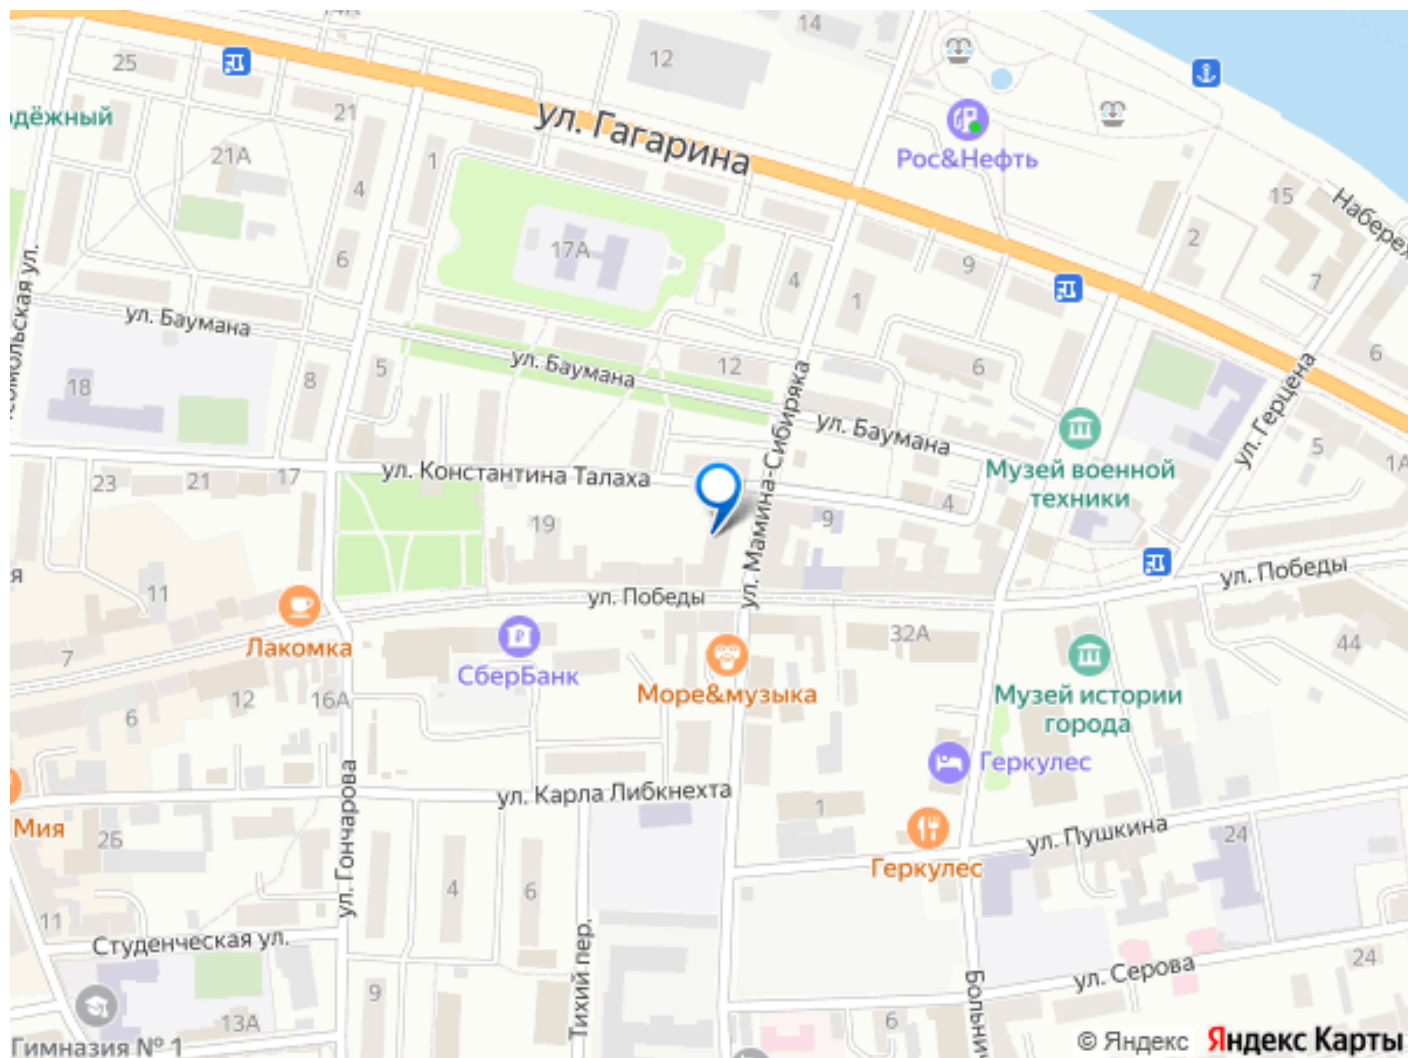 14А
14
25
12
ул. Гагарина
одёжный
21
21А
1
4
Рос&Нефть
15
Набереж
17А
2
6
4
9
7
1
ул. Баумана
ул. Баумана
12
6
6
18
8
5
ул. Мамина-Сибиряка
ул. Герцена
ул. Баумана
5
1А
Музей военной
техники
ул. Константина Талаха
23
21
17
4
19
9
11
я
ул. Победы
ул. Победы
Лакомка
СберБанк
32А
44
7
Море&музыка
Музей истории
города
16А
12
6
Геркулес
ул. Карла Либкнехта
1
Мия
26
ул. Пушкина
24
Геркулес
ул. Гончарова
4
6
11
Студенческая ул.
Тихий пер.
ул. Серова
24
9
13А
6
Больнич
Гимназия № 1
© Яндекс
Яндекс Карты